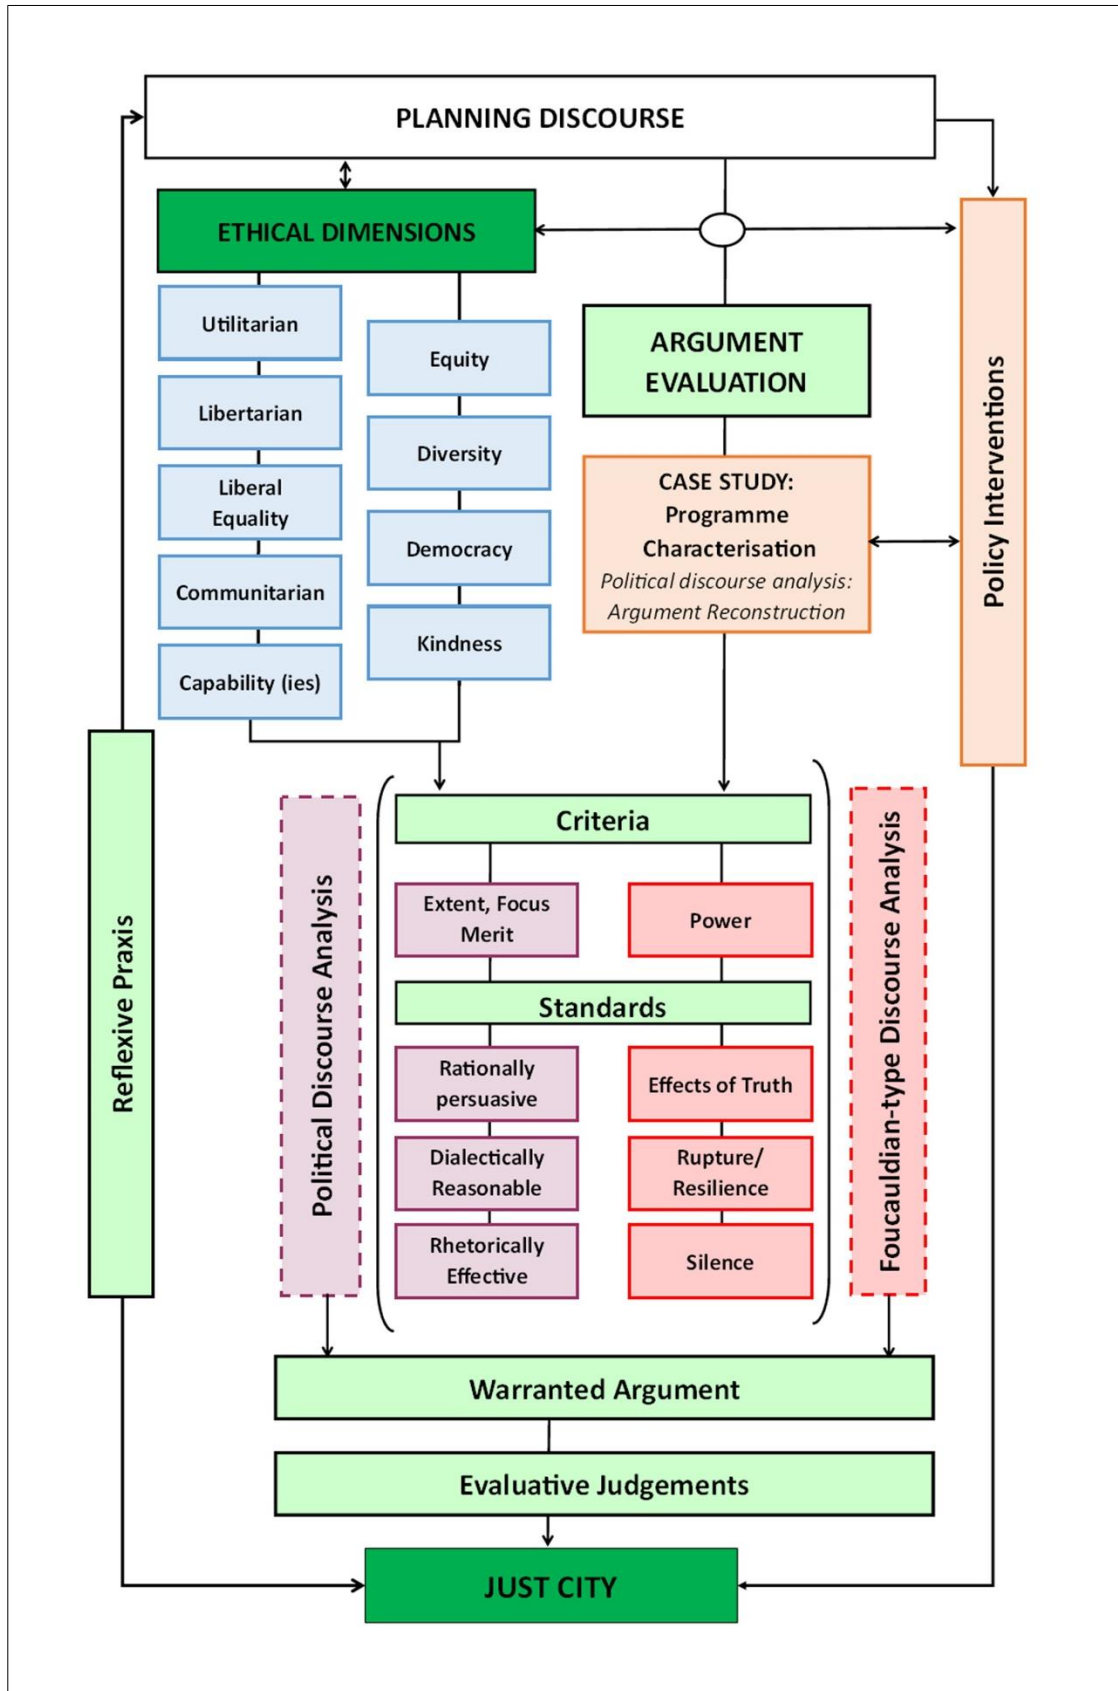 PLANNING DISCOURSE
ETHICAL DIMENSIONS
Utilitarian
Libertarian
Liberal
Equality
Communitarian
Capability (ies)
Equity
Diversity
Democracy
Kindness
ARGUMENT
EVALUATION
CASE STUDY:
Programme
Characterisation
Political discourse analysis:
Argument Reconstruction
Policy Interventions
Reflexive Praxis
Political Discourse Analysis
Criteria
Extent, Focus
Merit
Power
Standards
Rationally
persuasive
Effects of Truth
Dialectically
Reasonable
Rupture/
Resilience
Rhetorically
Effective
Silence
Foucauldian-type Discourse Analysis
Warranted Argument
Evaluative Judgements
JUST CITY